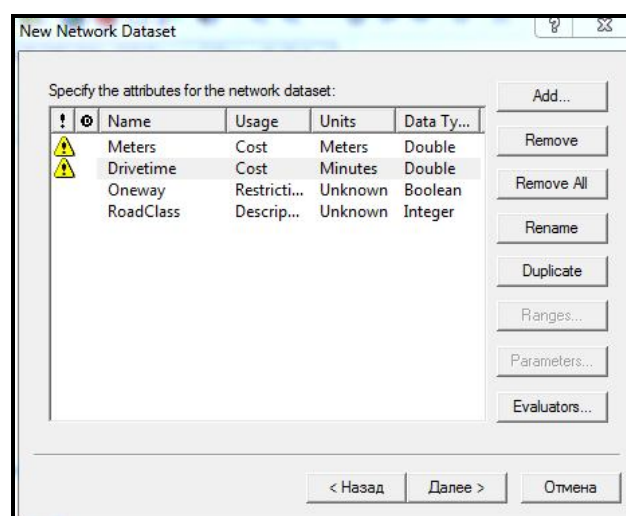 New Network Dataset
Specify the attributes for the network dataset:
! Name Usage Units Data Ty...
Meters Cost Meters Double
Drivetime Cost Minutes Double
Oneway Restricti... Unknown Boolean
RoadClass Descrip... Unknown Integer
Add...
Remove
Remove All
Rename
Duplicate
Ranges...
Parameters...
Evaluators...
< Назад Далее > Отмена